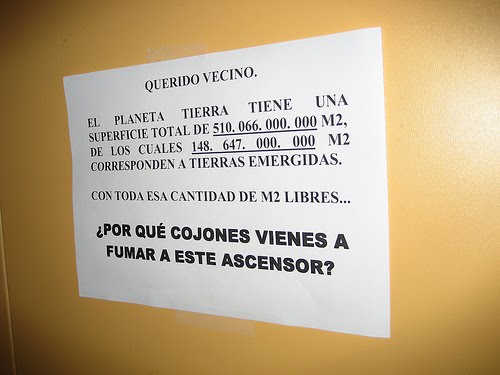 QUERIDO VECINO.
EL PLANETA TIERRA TIENE UNA
SUPERFICIE TOTAL DE 510. 066. 000. 000 M2,
DE LOS CUALES 148. 647. 000. 000 M2
CORRESPONDEN A TIERRAS EMERGIDAS.
CON TODA ESA CANTIDAD DE M2 LIBRES...
¿POR QUÉ COJONES VIENES A
FUMAR A ESTE ASCENSOR?